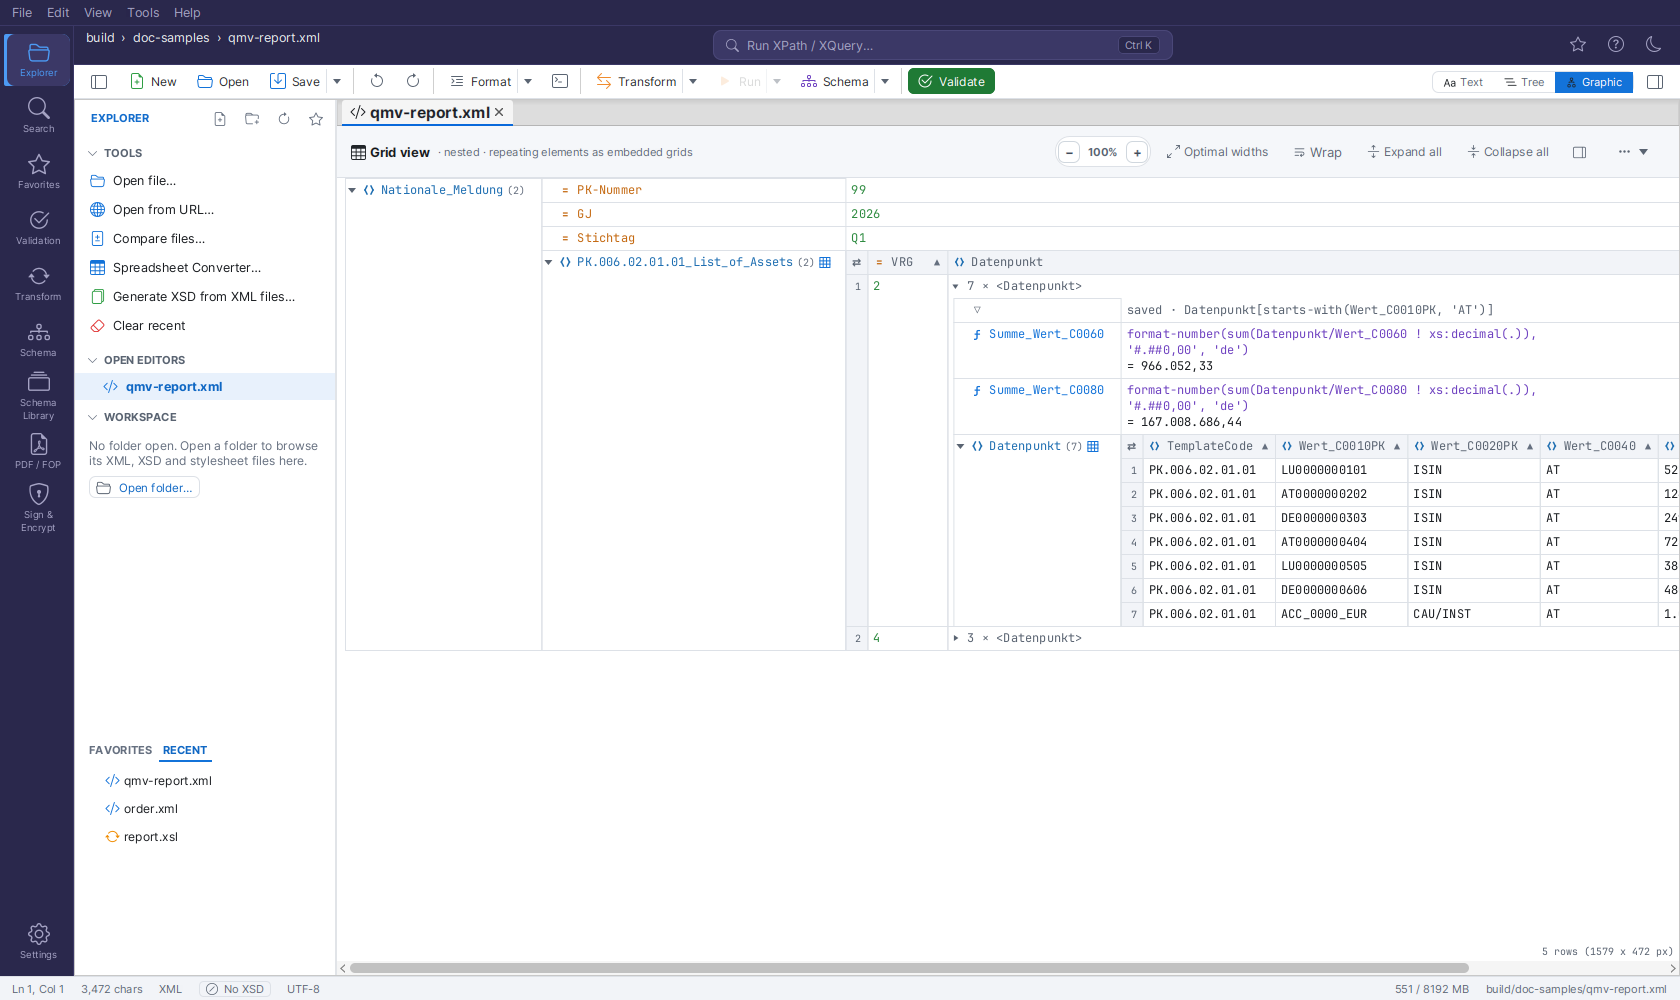 File Edit View Tools Help
build › doc-samples › qmv-report.xml
Run XPath / XQuery... Ctrl K
New Open Save Format Transform Run Schema Validate
Aa Text Tree Graphic
Explorer
Search
Favorites
Validation
Transform
Schema
Schema
Library
PDF / FOP
Sign &
Encrypt
Settings
EXPLORER
TOOLS
Open file...
Open from URL...
Compare files...
Spreadsheet Converter...
Generate XSD from XML files...
Clear recent
OPEN EDITORS
</> qmv-report.xml
WORKSPACE
No folder open. Open a folder to browse
its XML, XSD and stylesheet files here.
Open folder...
FAVORITES RECENT
</> qmv-report.xml
</> order.xml
report.xsl
</> qmv-report.xml ×
Grid view · nested · repeating elements as embedded grids
− 100% + Optimal widths Wrap Expand all Collapse all ···
▼ <> Nationale_Meldung (2) = PK-Nummer 99
= GJ 2026
= Stichtag Q1
▼ <> PK.006.02.01.01_List_of_Assets (2) ⇄ = VRG ▲ <> Datenpunkt
1 2 ▼ 7 × <Datenpunkt>
▽ saved · Datenpunkt[starts-with(Wert_C0010PK, 'AT')]
ƒ Summe_Wert_C0060 format-number(sum(Datenpunkt/Wert_C0060 ! xs:decimal(.)),
'#.##0,00', 'de')
= 966.052,33
ƒ Summe_Wert_C0080 format-number(sum(Datenpunkt/Wert_C0080 ! xs:decimal(.)),
'#.##0,00', 'de')
= 167.008.686,44
▼ <> Datenpunkt (7) ⇄ <> TemplateCode ▲ <> Wert_C0010PK ▲ <> Wert_C0020PK ▲ <> Wert_C0040 ▲ <>
1 PK.006.02.01.01 LU0000000101 ISIN AT 52
2 PK.006.02.01.01 AT0000000202 ISIN AT 12
3 PK.006.02.01.01 DE0000000303 ISIN AT 24
4 PK.006.02.01.01 AT0000000404 ISIN AT 72
5 PK.006.02.01.01 LU0000000505 ISIN AT 38
6 PK.006.02.01.01 DE0000000606 ISIN AT 48
7 PK.006.02.01.01 ACC_0000_EUR CAU/INST AT 1.
2 4 ▶ 3 × <Datenpunkt>
5 rows (1579 x 472 px)
Ln 1, Col 1 3,472 chars XML No XSD UTF-8 551 / 8192 MB build/doc-samples/qmv-report.xml